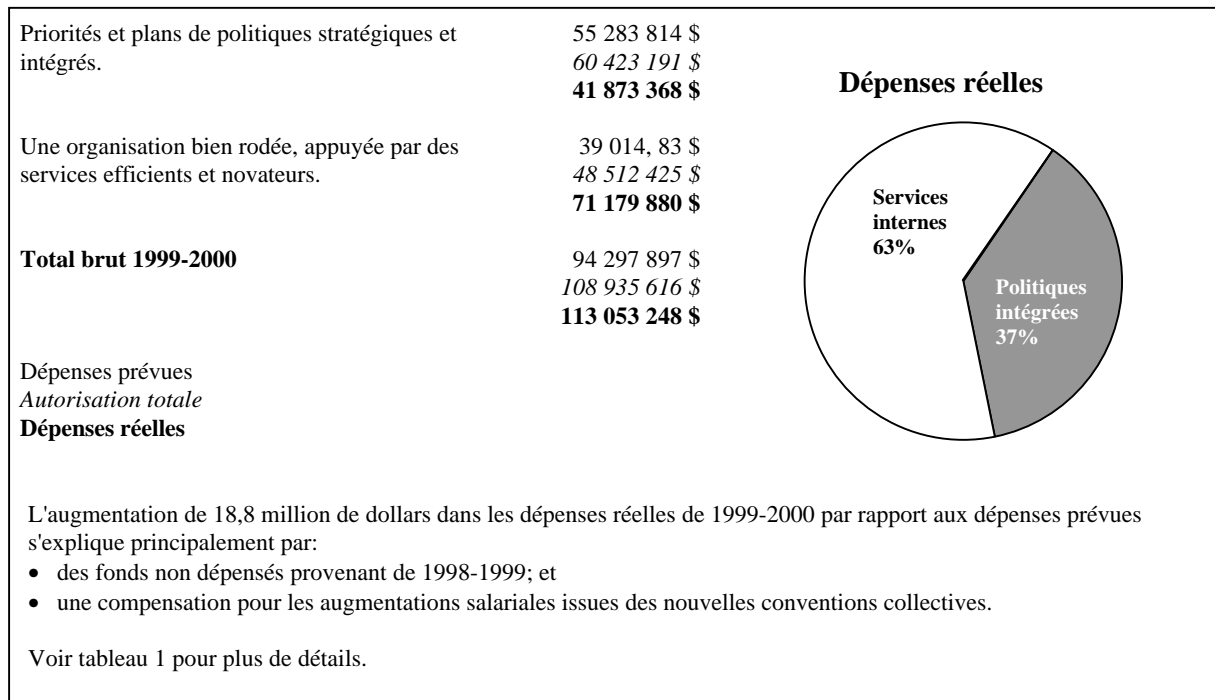 Priorités et plans de politiques stratégiques et 55 283 814 $
intégrés. 60 423 191 $
41 873 368 $
Une organisation bien rodée, appuyée par des 39 014, 83 $
services efficients et novateurs. 48 512 425 $
71 179 880 $
Total brut 1999-2000 94 297 897 $
108 935 616 $
113 053 248 $
Dépenses prévues
Autorisation totale
Dépenses réelles
Dépenses réelles
Services
internes
63%
Politiques
intégrées
37%
L'augmentation de 18,8 million de dollars dans les dépenses réelles de 1999-2000 par rapport aux dépenses prévues
s'explique principalement par:
• des fonds non dépensés provenant de 1998-1999; et
• une compensation pour les augmentations salariales issues des nouvelles conventions collectives.
Voir tableau 1 pour plus de détails.